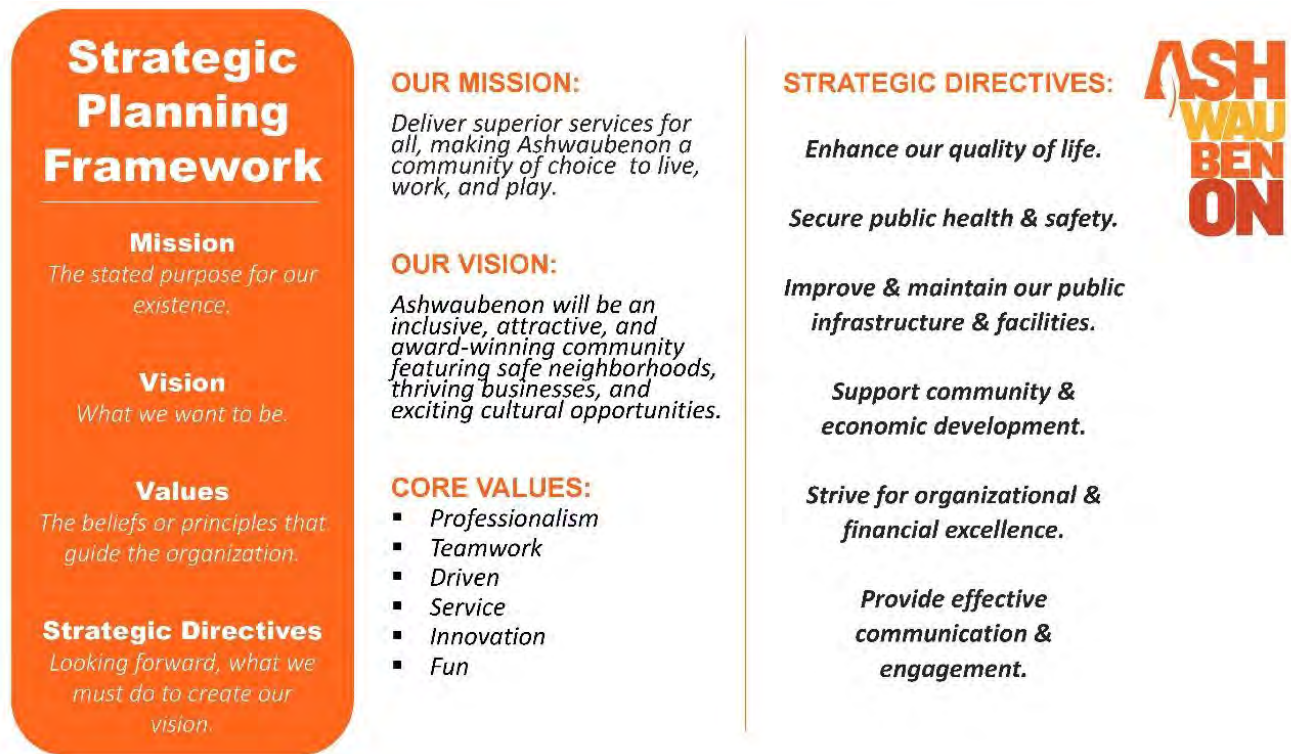 Strategic
Planning
Framework
Mission
The stated purpose for our
existence.
Vision
What we want to be.
Values
The beliefs or principles that
guide the organization.
Strategic Directives
Looking forward, what we
must do to create our
vision.
OUR MISSION:
Deliver superior services for
all, making Ashwaubenon a
community of choice to live,
work, and play.
OUR VISION:
Ashwaubenon will be an
inclusive, attractive, and
award-winning community
featuring safe neighborhoods,
thriving businesses, and
exciting cultural opportunities.
CORE VALUES:
▪ Professionalism
▪ Teamwork
▪ Driven
▪ Service
▪ Innovation
▪ Fun
STRATEGIC DIRECTIVES:
Enhance our quality of life.
Secure public health & safety.
Improve & maintain our public
infrastructure & facilities.
Support community &
economic development.
Strive for organizational &
financial excellence.
Provide effective
communication &
engagement.
ASH
WAU
BEN
ON